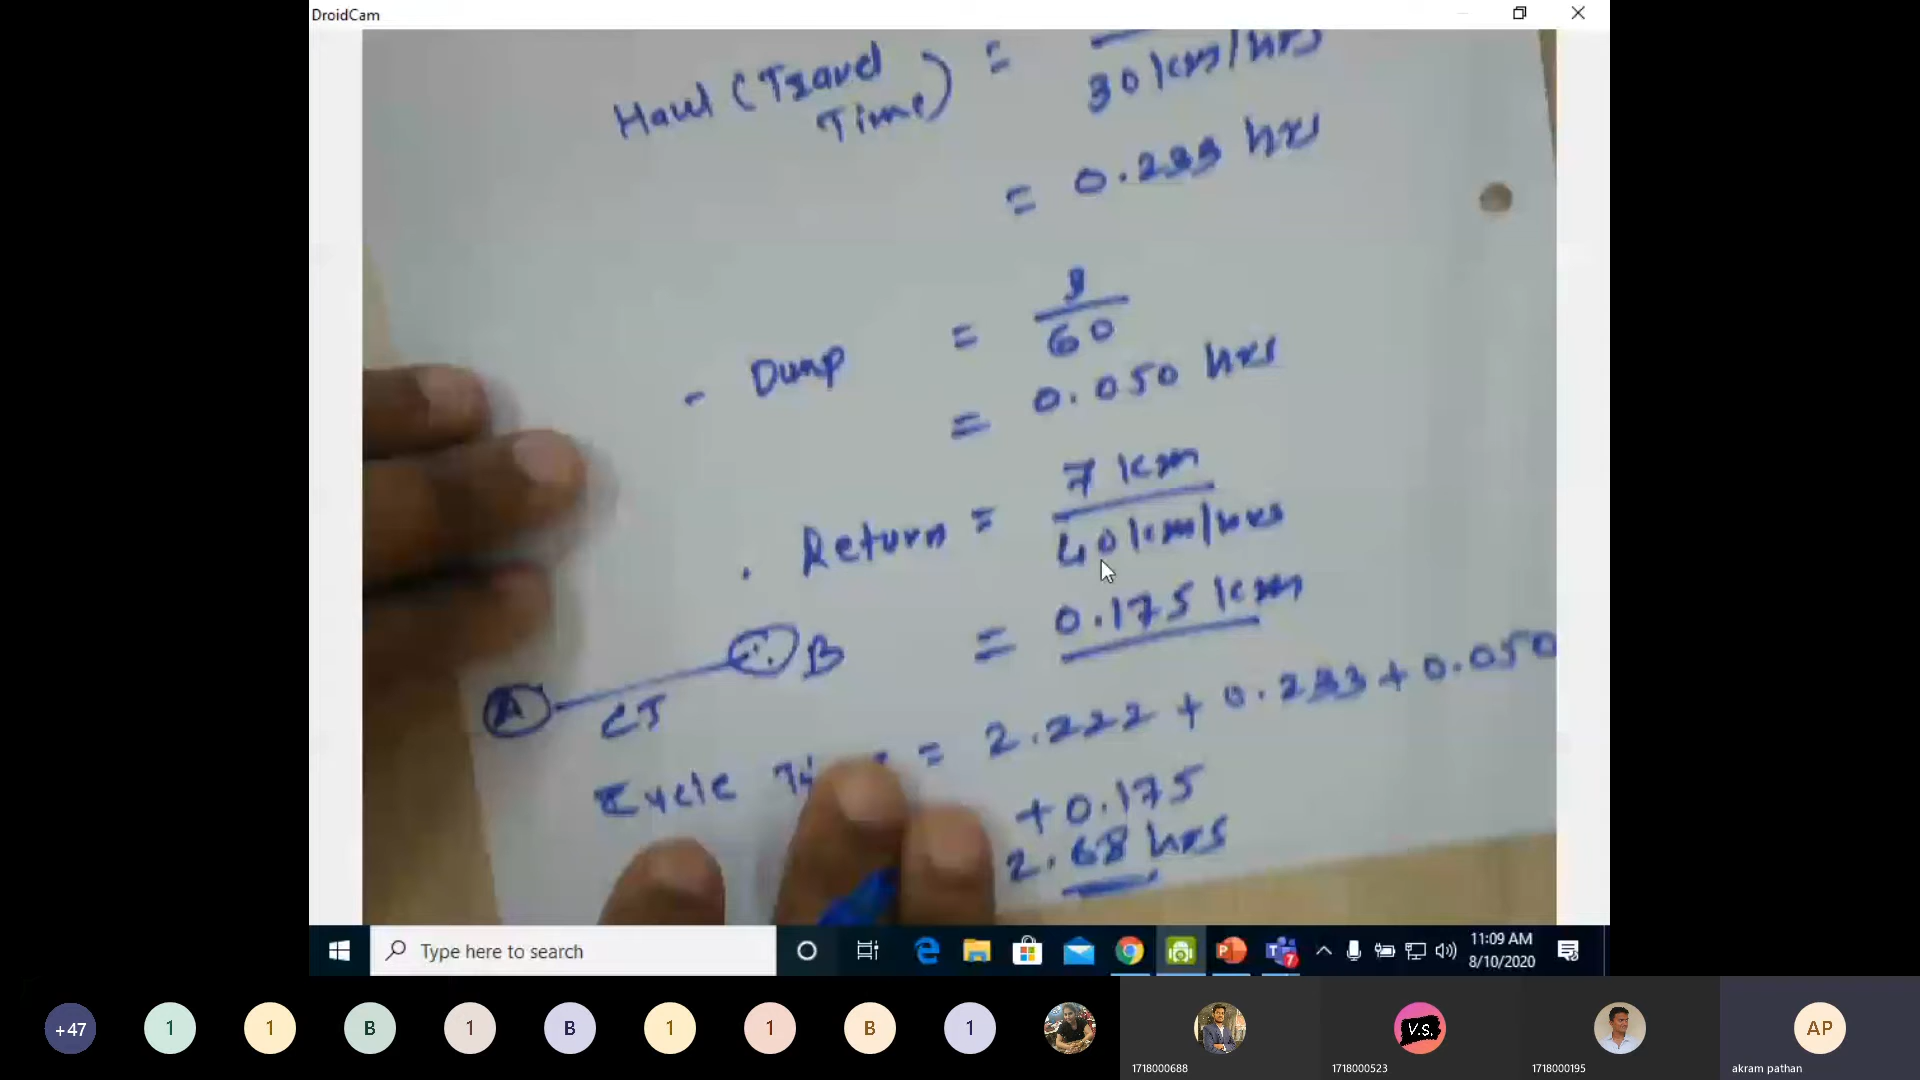 DroidCam
Haul (Travel Time) = 30 km/hrs
= 0.233 hrs
- Dump = 3/60
= 0.050 hrs
. Return = 7 km / 40 km/hrs
= 0.175 km
A CT B
Cycle = 2.222 + 0.233 + 0.050
+ 0.175
2.68 hrs
Type here to search
7
11:09 AM
8/10/2020
+47 1 1 B 1 B 1 1 B 1 V.S. AP
1718000688 1718000523 1718000195 akram pathan